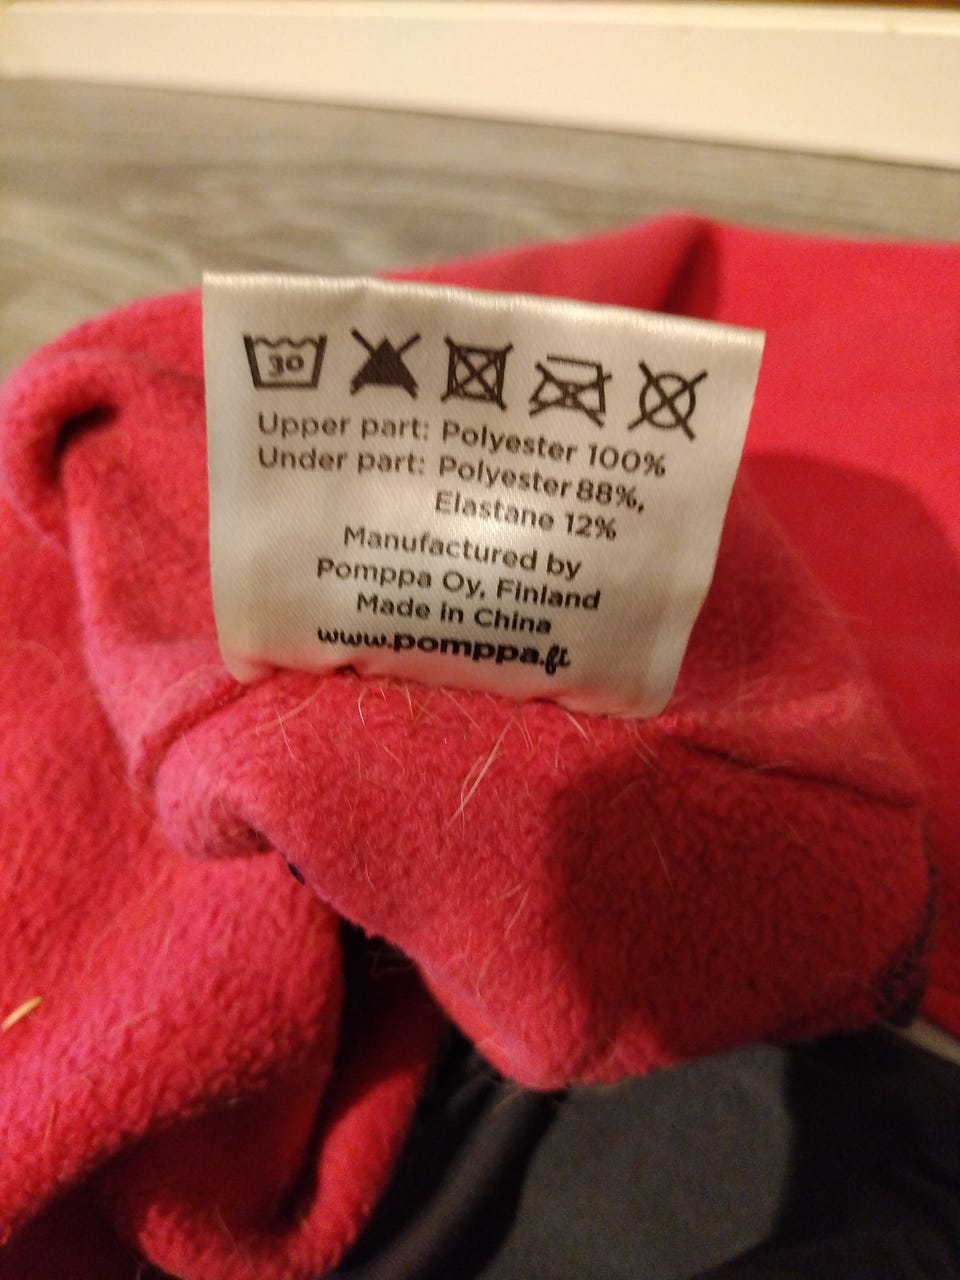 30
Upper part: Polyester 100%
Under part: Polyester 88%,
Elastane 12%
Manufactured by
Pomppa Oy, Finland
Made in China
www.pomppa.fi